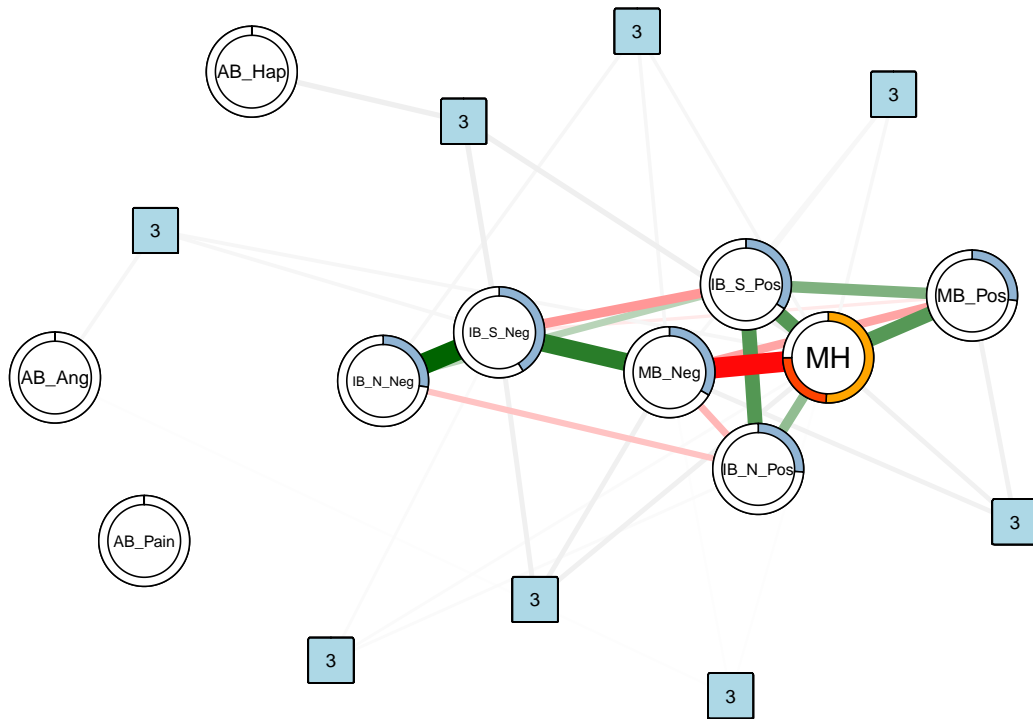 3
AB_Hap
3
3
3
IB_S_Pos
MB_Pos
IB_S_Neg
MH
MB_Neg
AB_Ang
IB_N_Neg
IB_N_Pos
3
AB_Pain
3
3
3